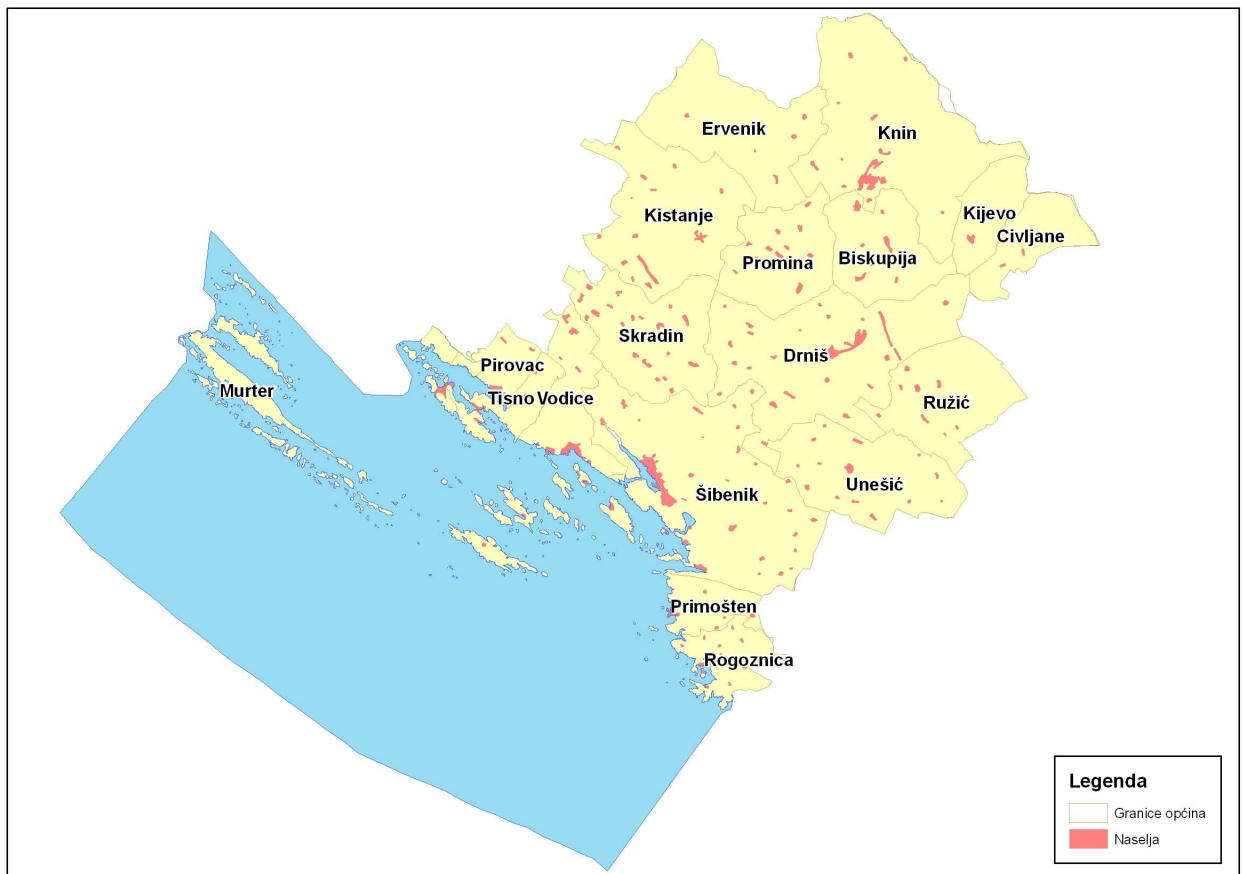 Ervenik
Knin
Kistanje
Kijevo
Civljane
Promina
Biskupija
Skradin
Drniš
Pirovac
Murter
Tisno Vodice
Ružić
Unešić
Šibenik
Primošten
Rogoznica
Legenda
Granice općina
Naselja